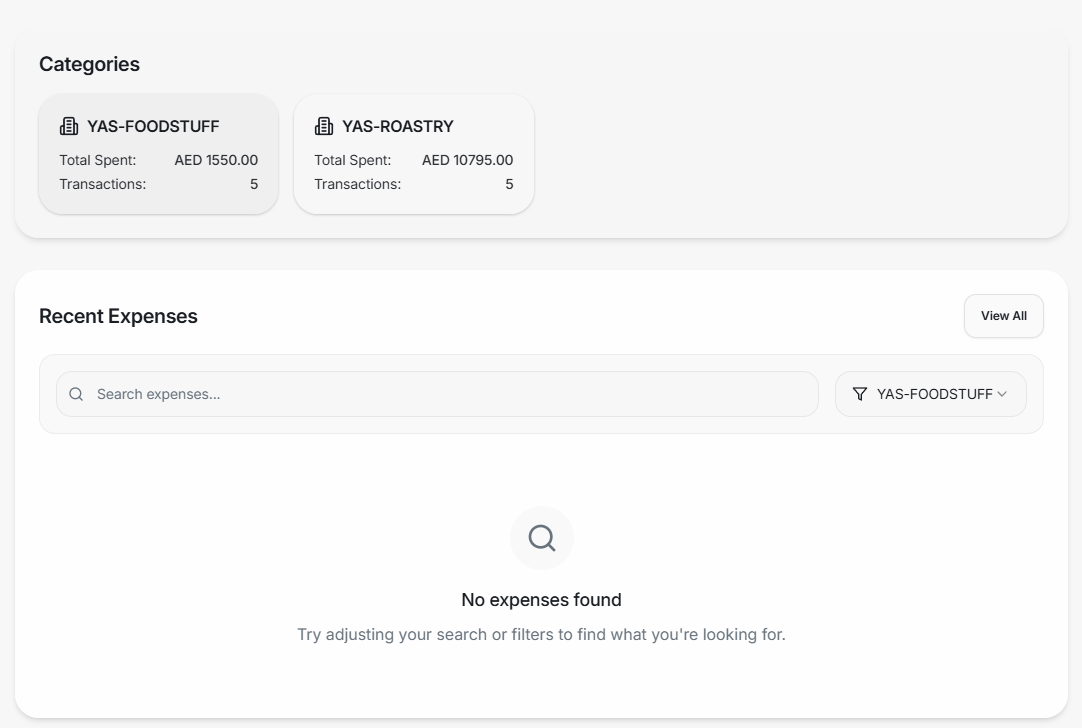 Categories
YAS-FOODSTUFF
Total Spent: AED 1550.00
Transactions: 5
YAS-ROASTRY
Total Spent: AED 10795.00
Transactions: 5
Recent Expenses
View All
Search expenses...
YAS-FOODSTUFF
No expenses found
Try adjusting your search or filters to find what you're looking for.